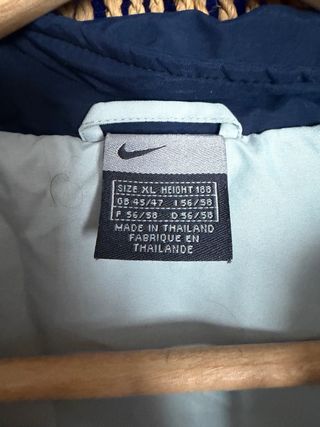 SIZE XL HEIGHT 188
GB 45/47 I 56/58
F 56/58 D 56/58
MADE IN THAILAND
FABRIQUE EN
THAILANDE